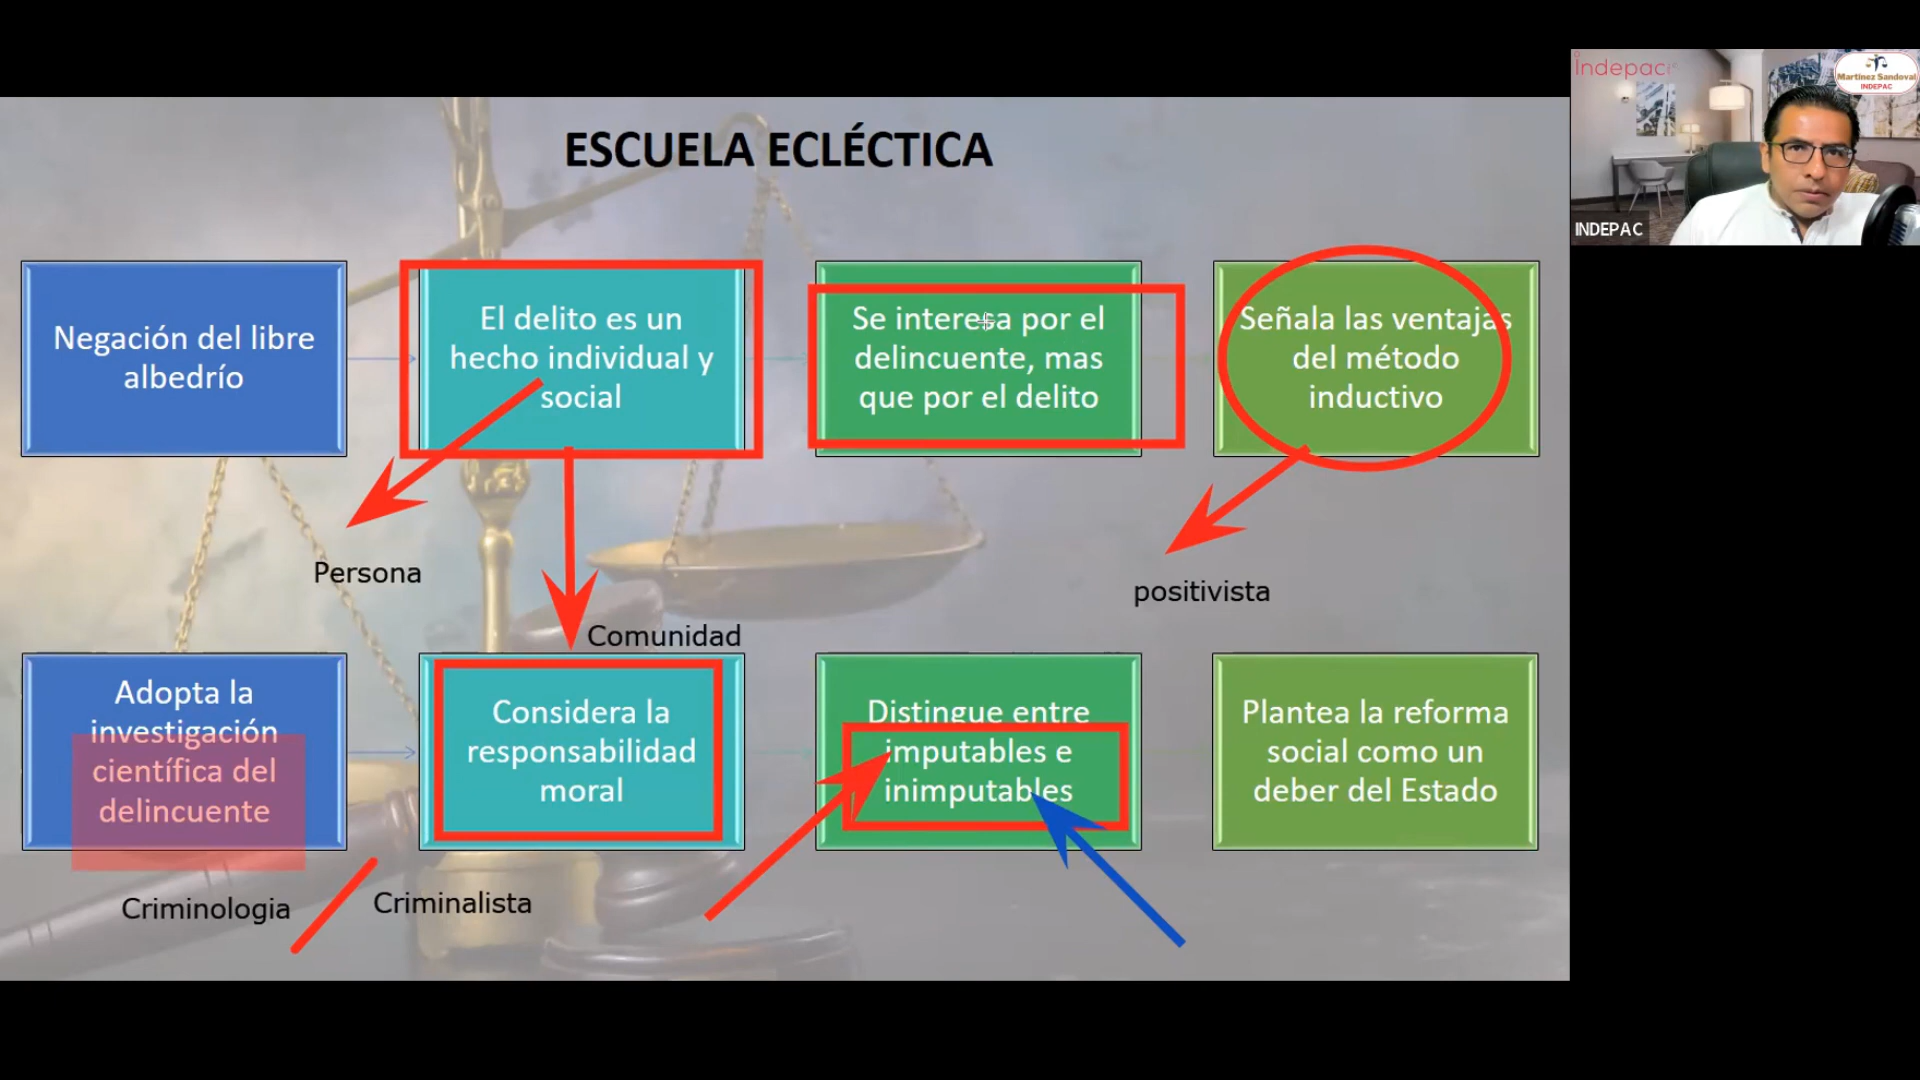 ESCUELA ECLÉCTICA
Indepac
Martínez Sandoval
INDEPAC
INDEPAC
Negación del libre
albedrío
El delito es un
hecho individual y
social
Se interesa por el
delincuente, mas
que por el delito
Señala las ventajas
del método
inductivo
Persona
Comunidad
positivista
Adopta la
investigación
científica del
delincuente
Considera la
responsabilidad
moral
Distingue entre
imputables e
inimputables
Plantea la reforma
social como un
deber del Estado
Criminologia
Criminalista